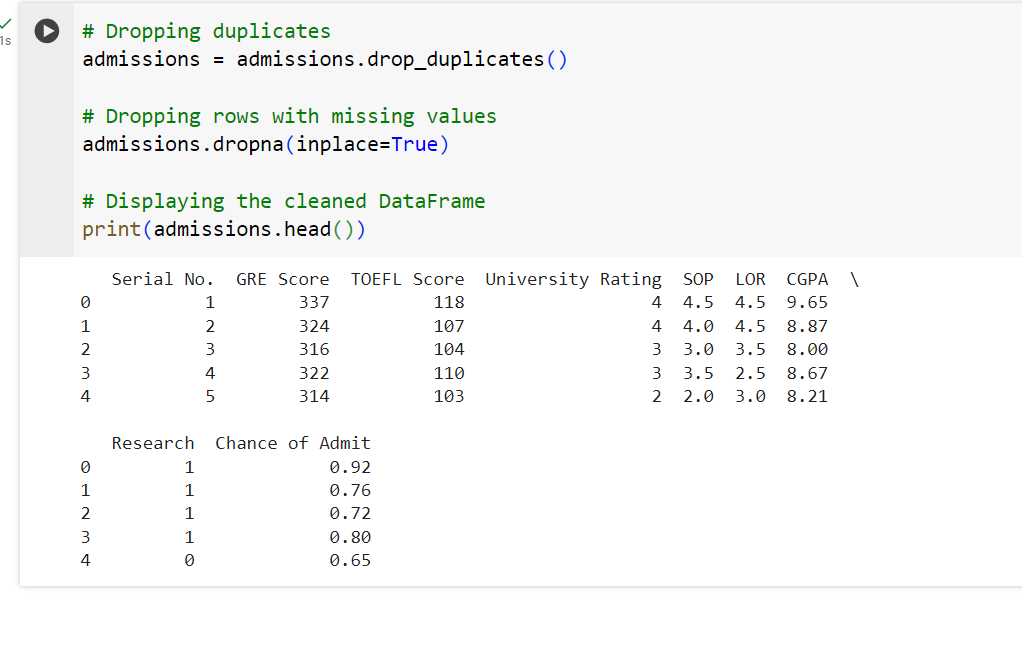 # Dropping duplicates
admissions = admissions.drop_duplicates()
# Dropping rows with missing values
admissions.dropna(inplace=True)
# Displaying the cleaned DataFrame
print(admissions.head())
1s
Serial No. GRE Score TOEFL Score University Rating SOP LOR CGPA \
0 1 337 118 4 4.5 4.5 9.65
1 2 324 107 4 4.0 4.5 8.87
2 3 316 104 3 3.0 3.5 8.00
3 4 322 110 3 3.5 2.5 8.67
4 5 314 103 2 2.0 3.0 8.21
Research Chance of Admit
0 1 0.92
1 1 0.76
2 1 0.72
3 1 0.80
4 0 0.65